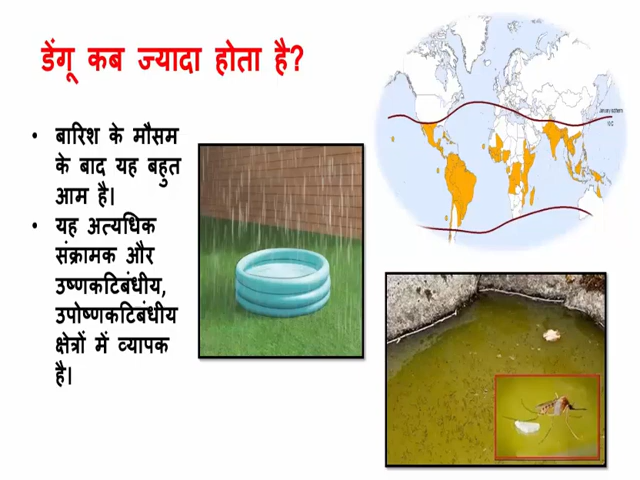 डेंगू कब ज्यादा होता है?
• बारिश के मौसम
के बाद यह बहुत
आम है।
• यह अत्यधिक
संक्रामक और
उष्णकटिबंधीय,
उपोष्णकटिबंधीय
क्षेत्रों में व्यापक
है।